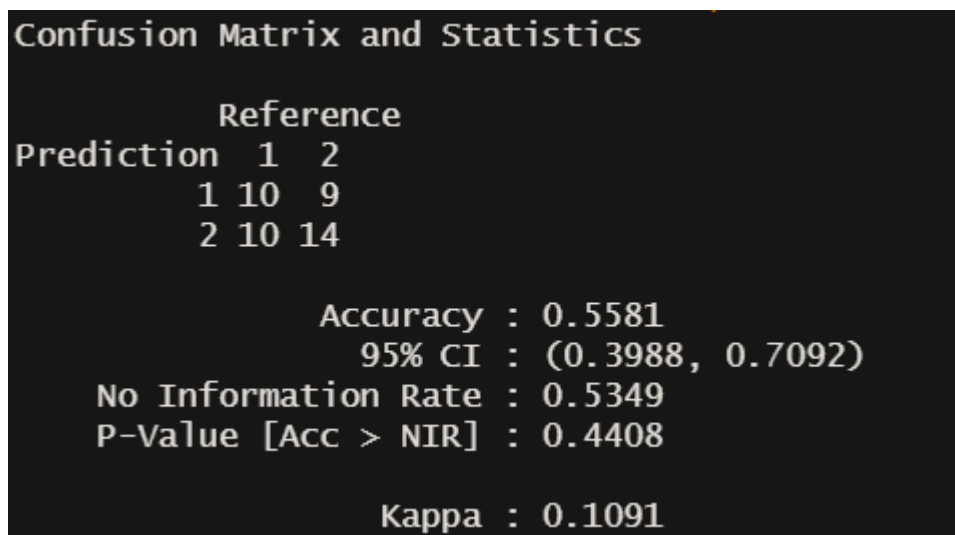 Confusion Matrix and Statistics
Reference
Prediction 1 2
1 10 9
2 10 14
Accuracy : 0.5581
95% CI : (0.3988, 0.7092)
No Information Rate : 0.5349
P-Value [Acc > NIR] : 0.4408
Kappa : 0.1091